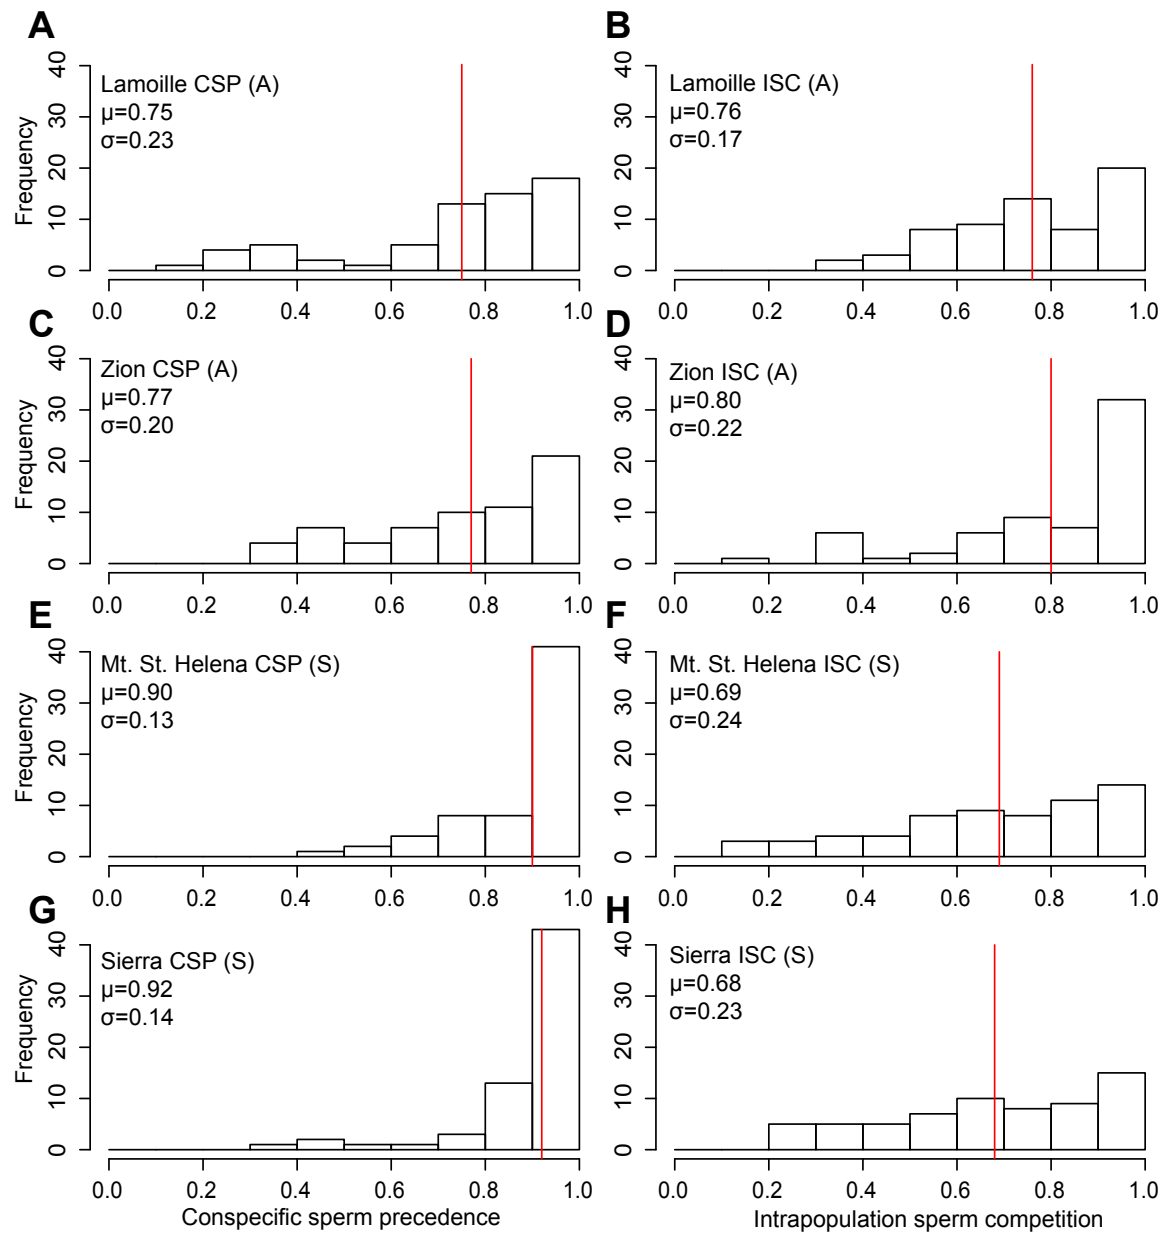 A
Lamoille CSP (A)
μ=0.75
σ=0.23
Frequency
0 10 20 30 40
0.0 0.2 0.4 0.6 0.8 1.0
B
Lamoille ISC (A)
μ=0.76
σ=0.17
0 10 20 30 40
0.0 0.2 0.4 0.6 0.8 1.0
C
Zion CSP (A)
μ=0.77
σ=0.20
Frequency
0 10 20 30 40
0.0 0.2 0.4 0.6 0.8 1.0
D
Zion ISC (A)
μ=0.80
σ=0.22
0 10 20 30 40
0.0 0.2 0.4 0.6 0.8 1.0
E
Mt. St. Helena CSP (S)
μ=0.90
σ=0.13
Frequency
0 10 20 30 40
0.0 0.2 0.4 0.6 0.8 1.0
F
Mt. St. Helena ISC (S)
μ=0.69
σ=0.24
0 10 20 30 40
0.0 0.2 0.4 0.6 0.8 1.0
G
Sierra CSP (S)
μ=0.92
σ=0.14
Frequency
0 10 20 30 40
0.0 0.2 0.4 0.6 0.8 1.0
Conspecific sperm precedence
H
Sierra ISC (S)
μ=0.68
σ=0.23
0 10 20 30 40
0.0 0.2 0.4 0.6 0.8 1.0
Intrapopulation sperm competition